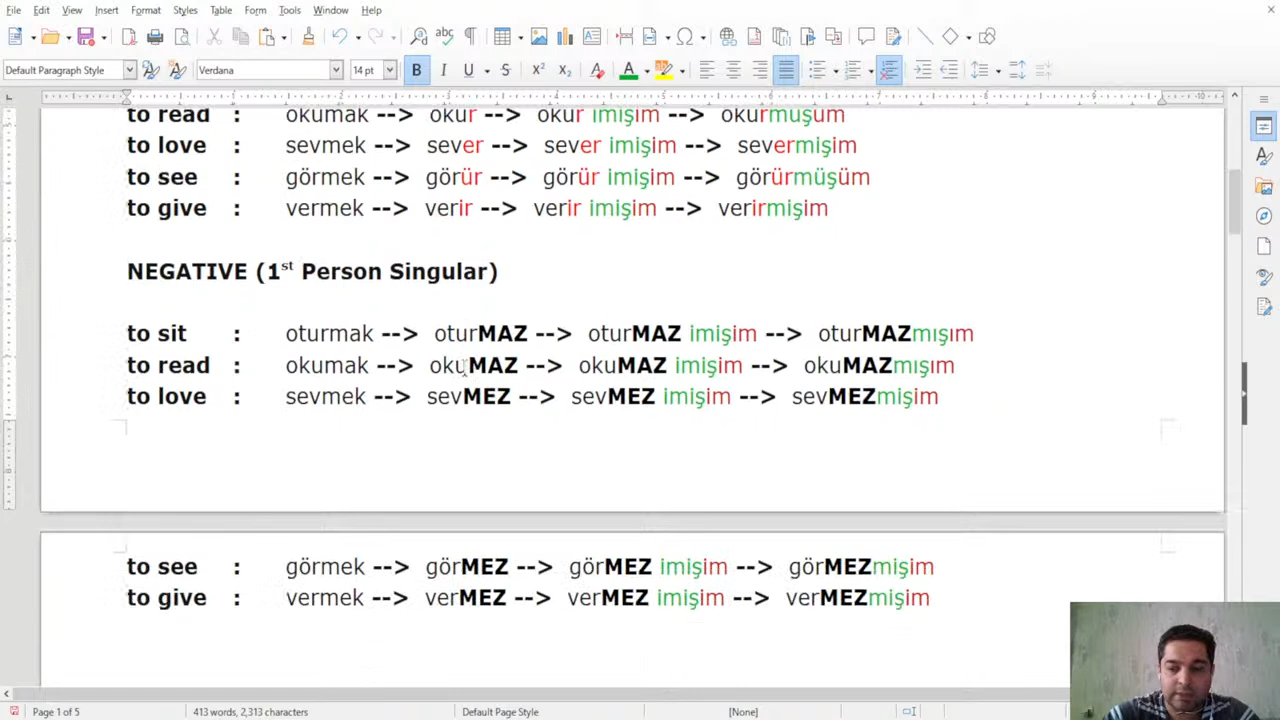 File Edit View Insert Format Styles Table Form Tools Window Help
Default Paragraph Style Verdana 14 pt
to read : okumak --> okur --> okur imişim --> okurmuşum
to love : sevmek --> sever --> sever imişim --> severmişim
to see : görmek --> görür --> görür imişim --> görürmüşüm
to give : vermek --> verir --> verir imişim --> verirmişim
NEGATIVE (1st Person Singular)
to sit : oturmak --> oturMAZ --> oturMAZ imişim --> oturMAZmışım
to read : okumak --> okuMAZ --> okuMAZ imişim --> okuMAZmışım
to love : sevmek --> sevMEZ --> sevMEZ imişim --> sevMEZmişim
to see : görmek --> görMEZ --> görMEZ imişim --> görMEZmişim
to give : vermek --> verMEZ --> verMEZ imişim --> verMEZmişim
Page 1 of 5 413 words, 2,313 characters Default Page Style [None]